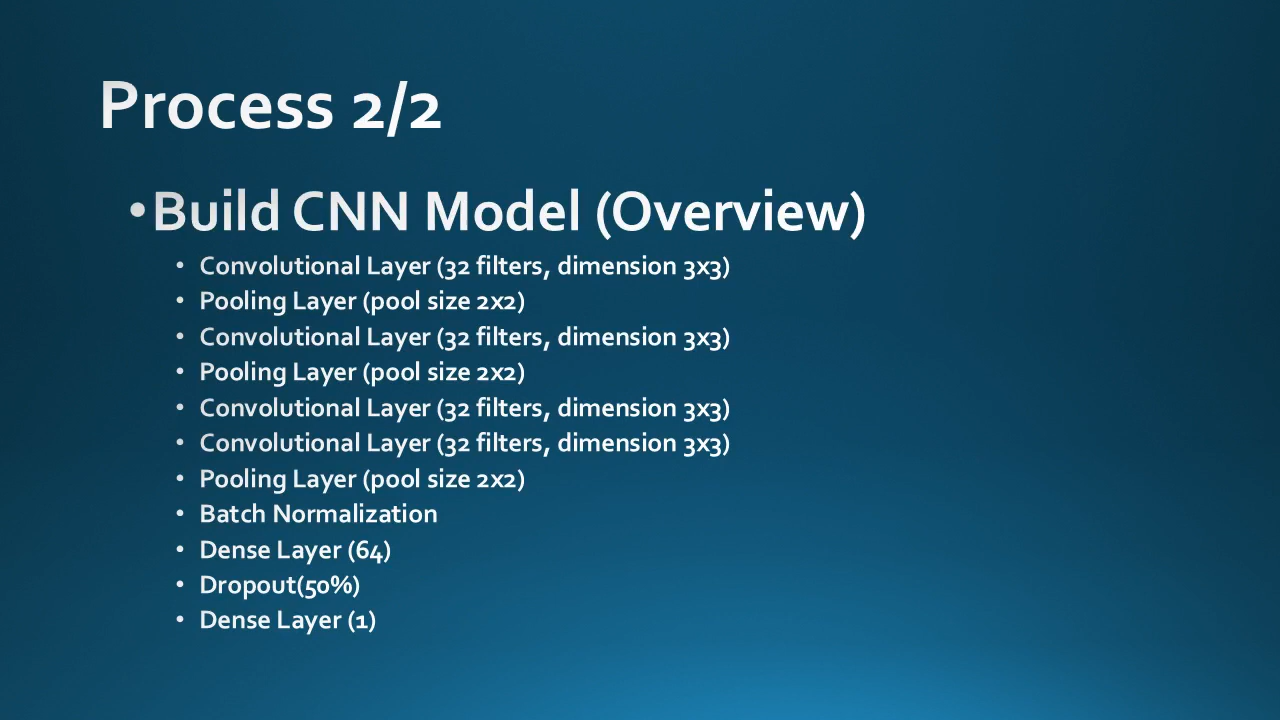 Process 2/2
•Build CNN Model (Overview)
• Convolutional Layer (32 filters, dimension 3x3)
• Pooling Layer (pool size 2x2)
• Convolutional Layer (32 filters, dimension 3x3)
• Pooling Layer (pool size 2x2)
• Convolutional Layer (32 filters, dimension 3x3)
• Convolutional Layer (32 filters, dimension 3x3)
• Pooling Layer (pool size 2x2)
• Batch Normalization
• Dense Layer (64)
• Dropout(50%)
• Dense Layer (1)